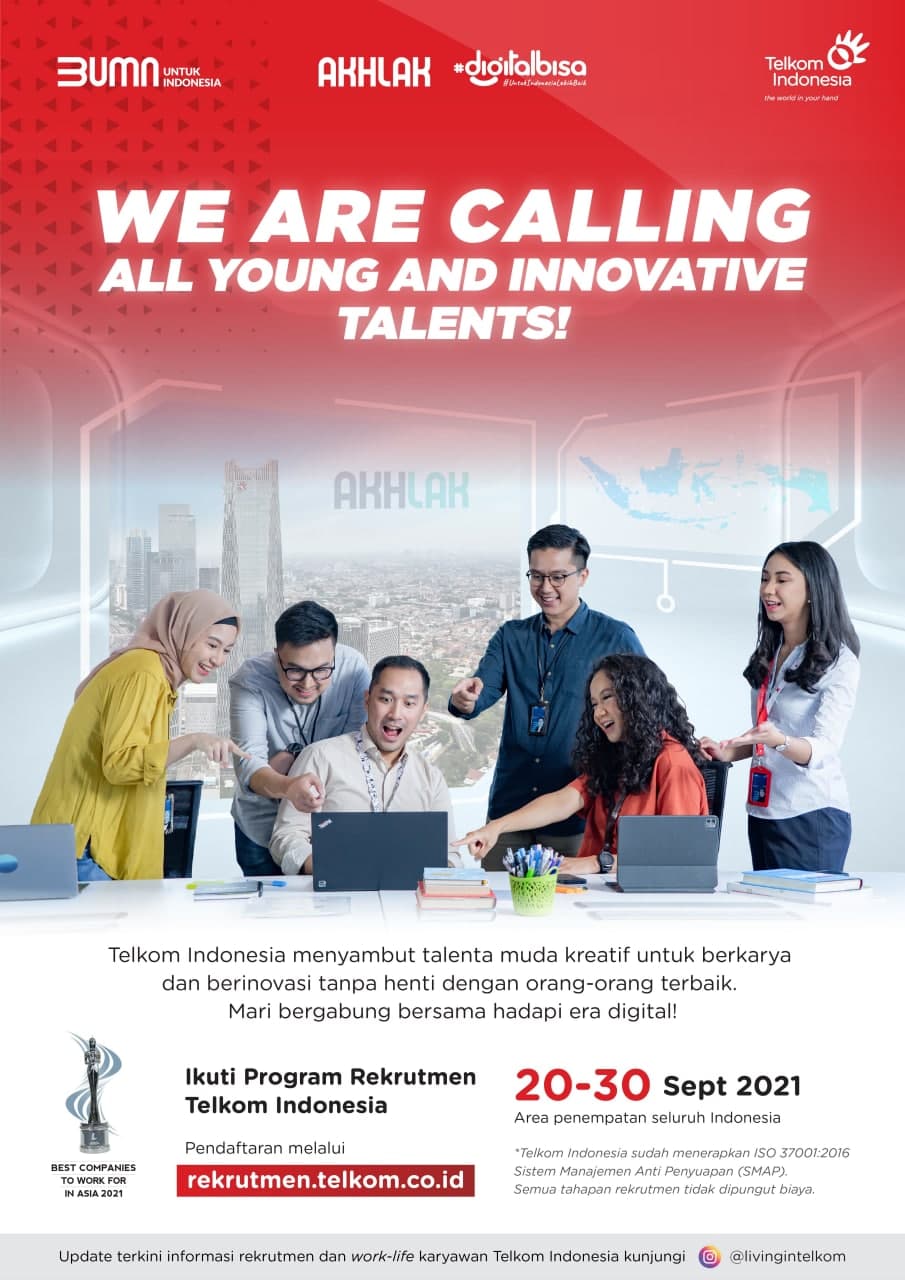 BUMN UNTUK
INDONESIA
AKHLAK
#digitalbisa
#UntukIndonesiaLebihBaik
Telkom
Indonesia
the world in your hand
WE ARE CALLING
ALL YOUNG AND INNOVATIVE
TALENTS!
AKHLAK
ThinkPad
Telkom Indonesia menyambut talenta muda kreatif untuk berkarya
dan berinovasi tanpa henti dengan orang-orang terbaik.
Mari bergabung bersama hadapi era digital!
BEST COMPANIES
TO WORK FOR
IN ASIA 2021
Ikuti Program Rekrutmen
Telkom Indonesia
Pendaftaran melalui
rekrutmen.telkom.co.id
20-30 Sept 2021
Area penempatan seluruh Indonesia
*Telkom Indonesia sudah menerapkan ISO 37001:2016
Sistem Manajemen Anti Penyuapan (SMAP).
Semua tahapan rekrutmen tidak dipungut biaya.
Update terkini informasi rekrutmen dan work-life karyawan Telkom Indonesia kunjungi @livingintelkom